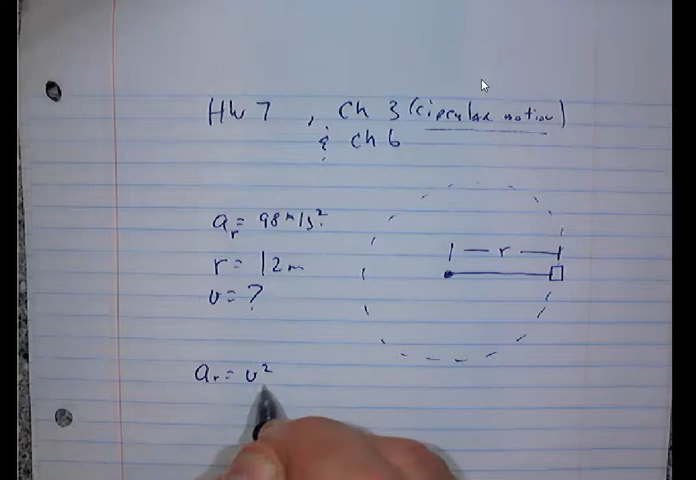 HW 7 , Ch 3 (circular motion)
& Ch 6
ar = 98 m/s²
r = 12 m
v = ?
r
ar = v²